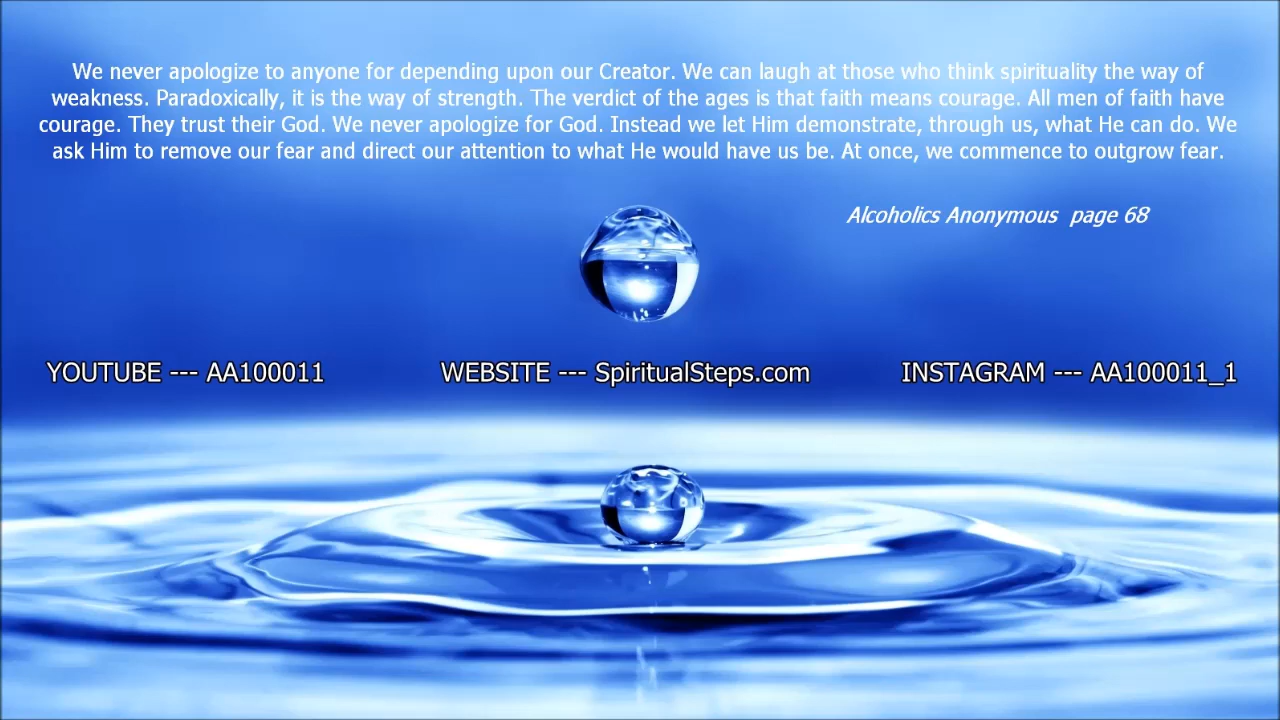 We never apologize to anyone for depending upon our Creator. We can laugh at those who think spirituality the way of
weakness. Paradoxically, it is the way of strength. The verdict of the ages is that faith means courage. All men of faith have
courage. They trust their God. We never apologize for God. Instead we let Him demonstrate, through us, what He can do. We
ask Him to remove our fear and direct our attention to what He would have us be. At once, we commence to outgrow fear.
Alcoholics Anonymous page 68
YOUTUBE --- AA100011 WEBSITE --- SpiritualSteps.com INSTAGRAM --- AA100011_1